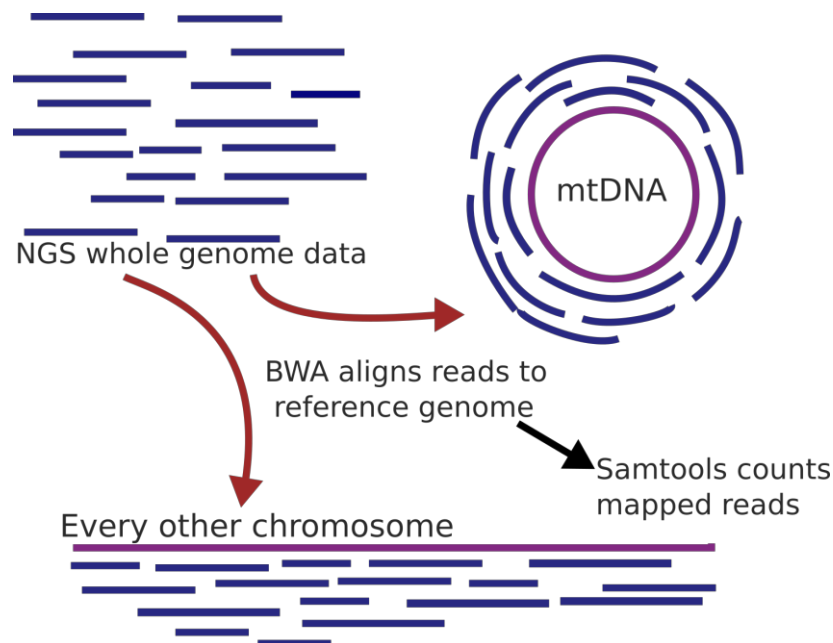 mtDNA
NGS whole genome data
BWA aligns reads to
reference genome
Samtools counts
mapped reads
Every other chromosome